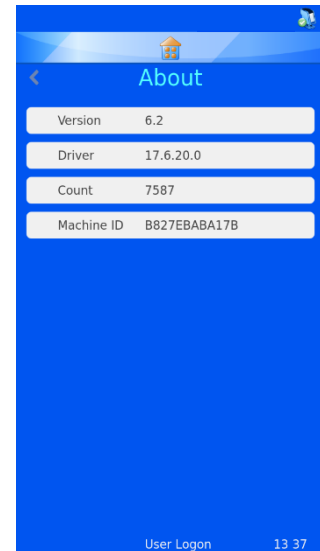 About
Version 6.2
Driver 17.6.20.0
Count 7587
Machine ID B827EBABA17B
User Logon 13 37